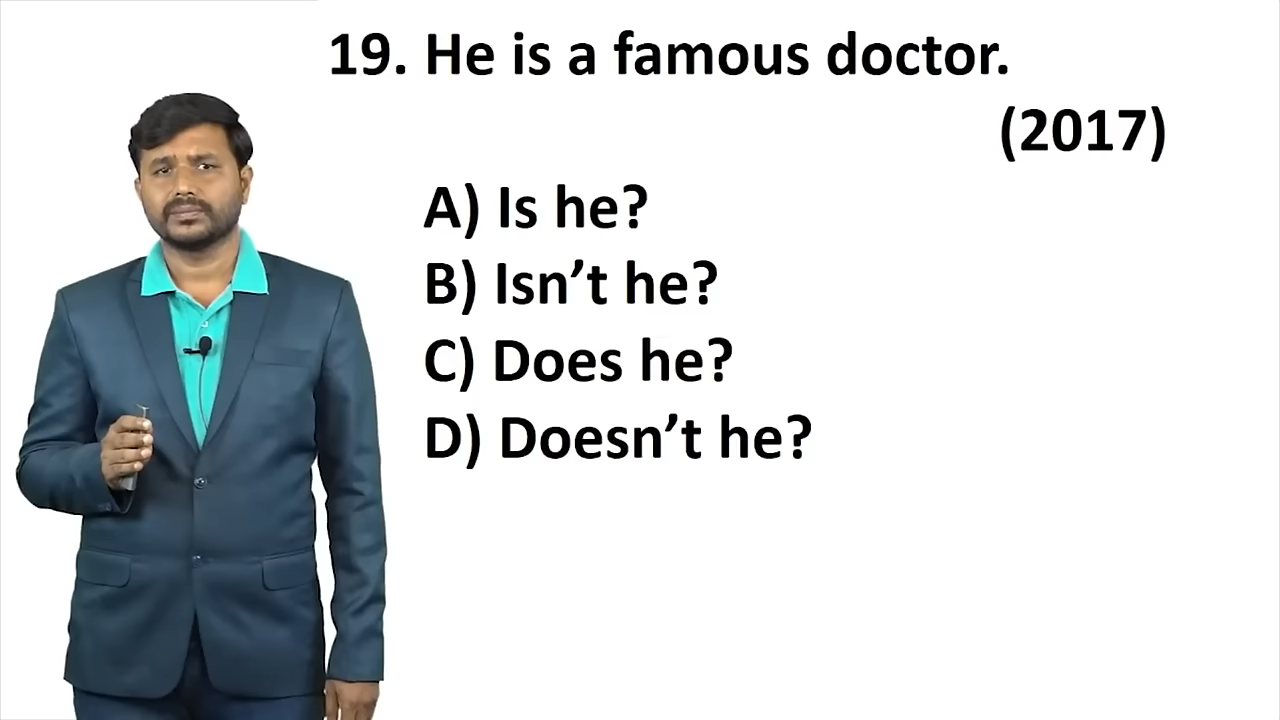 19. He is a famous doctor.
(2017)
A) Is he?
B) Isn’t he?
C) Does he?
D) Doesn’t he?